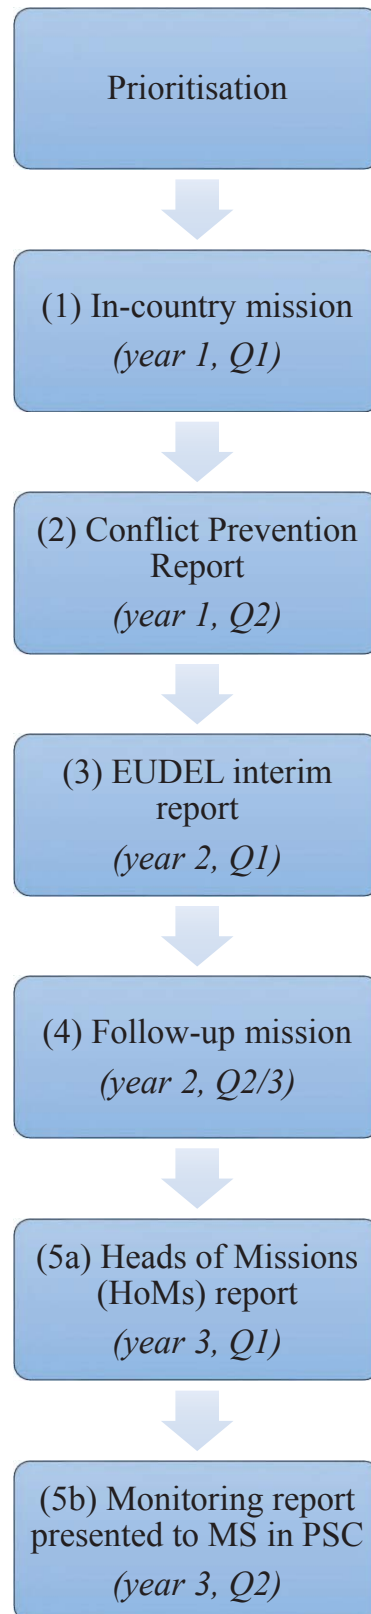 Prioritisation
(1) In-country mission
(year 1, Q1)
(2) Conflict Prevention
Report
(year 1, Q2)
(3) EUDEL interim
report
(year 2, Q1)
(4) Follow-up mission
(year 2, Q2/3)
(5a) Heads of Missions
(HoMs) report
(year 3, Q1)
(5b) Monitoring report
presented to MS in PSC
(year 3, Q2)